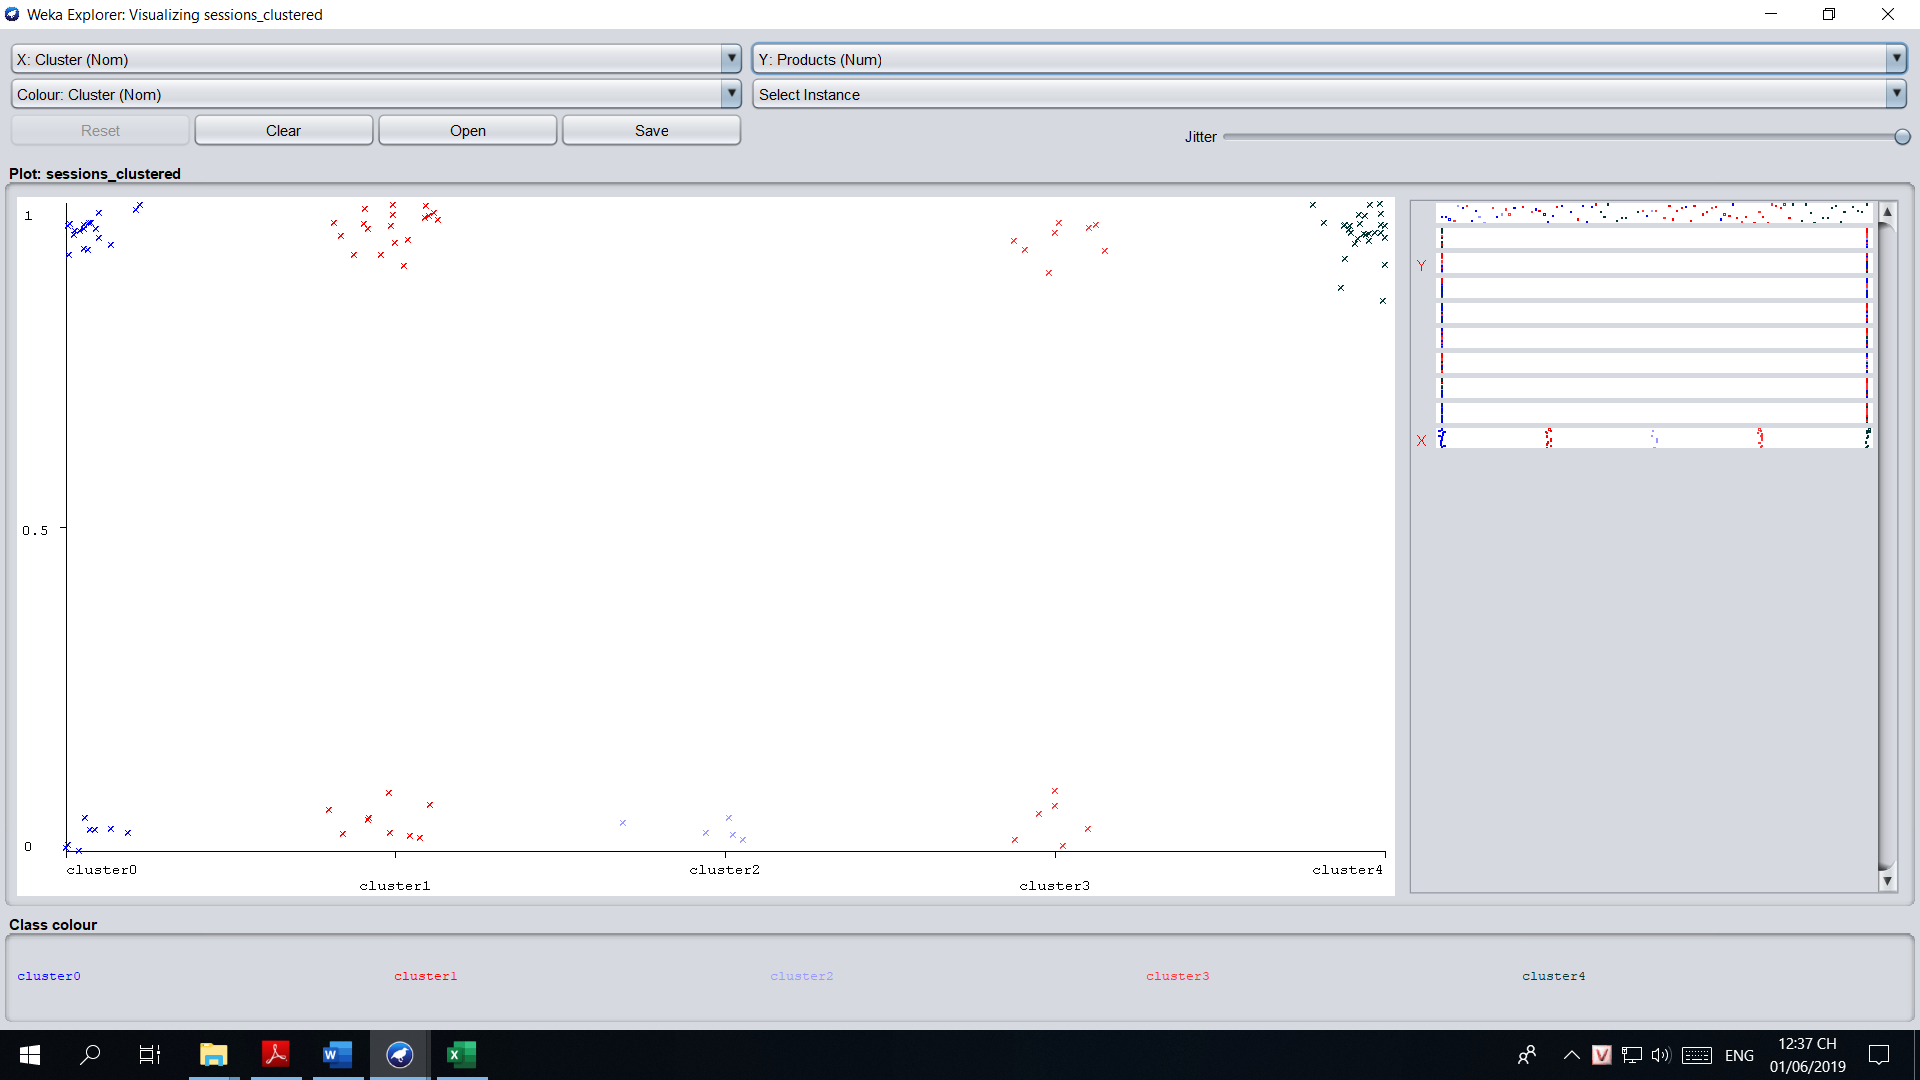 Weka Explorer: Visualizing sessions_clustered
X: Cluster (Nom)
Y: Products (Num)
Colour: Cluster (Nom)
Select Instance
Reset
Clear
Open
Save
Jitter
Plot: sessions_clustered
1
0.5
0
cluster0
cluster1
cluster2
cluster3
cluster4
Y
X
Class colour
cluster0
cluster1
cluster2
cluster3
cluster4
ENG
12:37 CH
01/06/2019